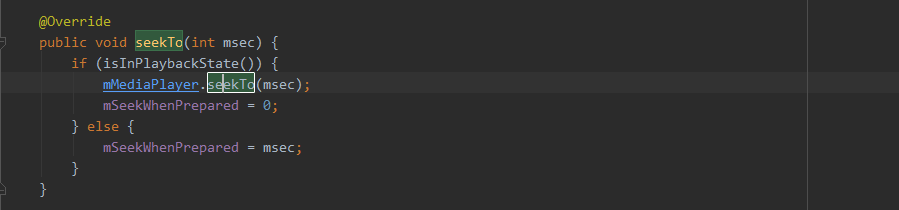 @Override
public void seekTo(int msec) {
if (isInPlaybackState()) {
mMediaPlayer.seekTo(msec);
mSeekWhenPrepared = 0;
} else {
mSeekWhenPrepared = msec;
}
}